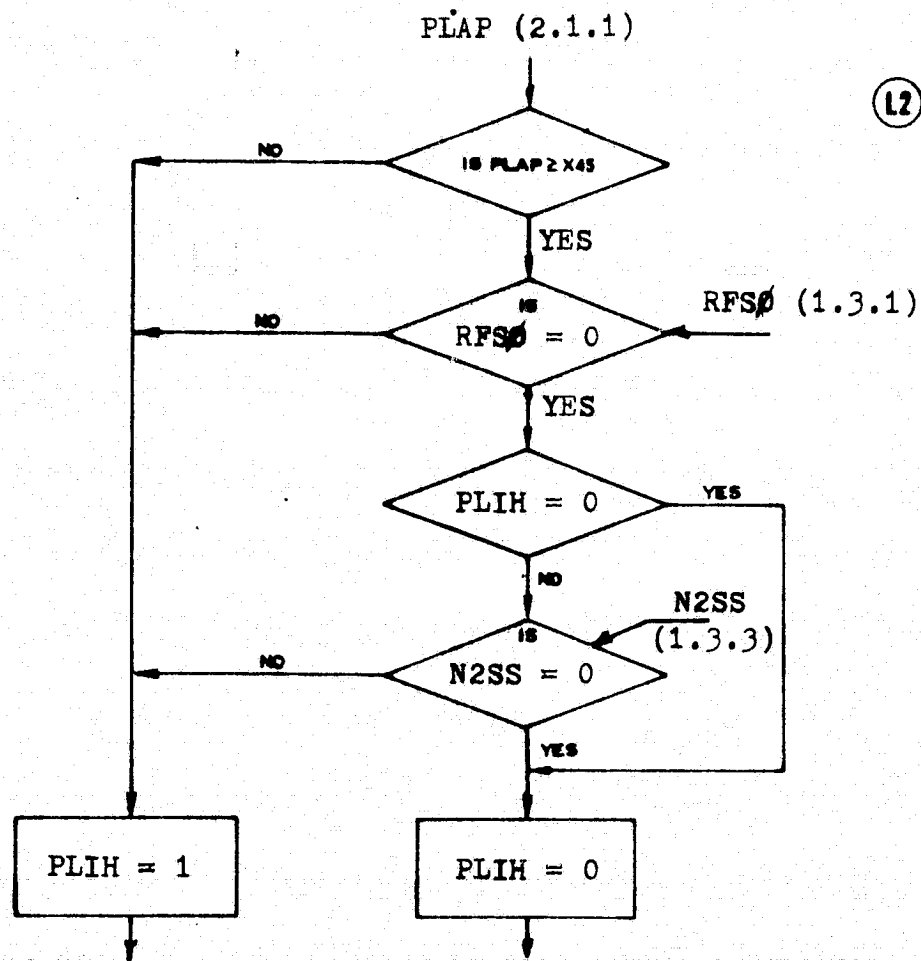 PLAP (2.1.1)
L2
NO
IS PLAP ≥ X45
YES
IS
RFSØ = 0
NO
RFSØ (1.3.1)
YES
PLIH = 0
YES
NO
N2SS
(1.3.3)
IS
N2SS = 0
NO
YES
PLIH = 1
PLIH = 0